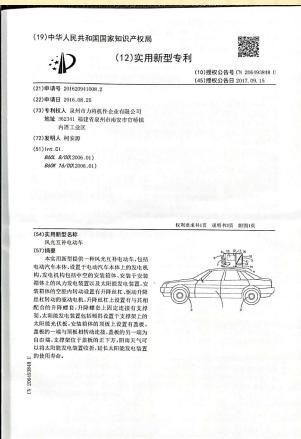 (19)中华人民共和国国家知识产权局
(12)实用新型专利
(10)授权公告号 CN 206493848 U
(45)授权公告日 2017.09.15
(21)申请号 201620941008.2
(22)申请日 2016.08.25
(73)专利权人 泉州市力将机件企业有限公司
地址 362341 福建省泉州市南安市官桥镇
内厝工业区
(72)发明人 柯安源
(51)Int.Cl.
B60L 8/00(2006.01)
B60K 16/00(2006.01)
权利要求书1页 说明书3页 附图1页
(54)实用新型名称
风光互补电动车
(57)摘要
本实用新型提供一种风光互补电动车,包括
电动汽车本体,设置于电动汽车本体上的发电机
构,发电机构包括中空的安装箱体、安装于安装
箱体上的风力发电装置以及太阳能发电装置,安
装箱体的空腔内转动设置有升降丝杠、驱动升降
丝杠转动的驱动电机,升降丝杠上设置有与其相
配合的升降螺套,升降螺套上固定连接有支撑
架,太阳能发电装置包括倾斜设置于支撑架上的
太阳能光伏板,安装箱体的顶板上设置有盖板,
盖板的一端与顶板相转动连接,盖板的另一端为
自由端,支撑架位于盖板的正下方,阴雨天气可
以将太阳能发电装置收折,延长太阳能发电装置
的使用寿命。
CN 206493848 U